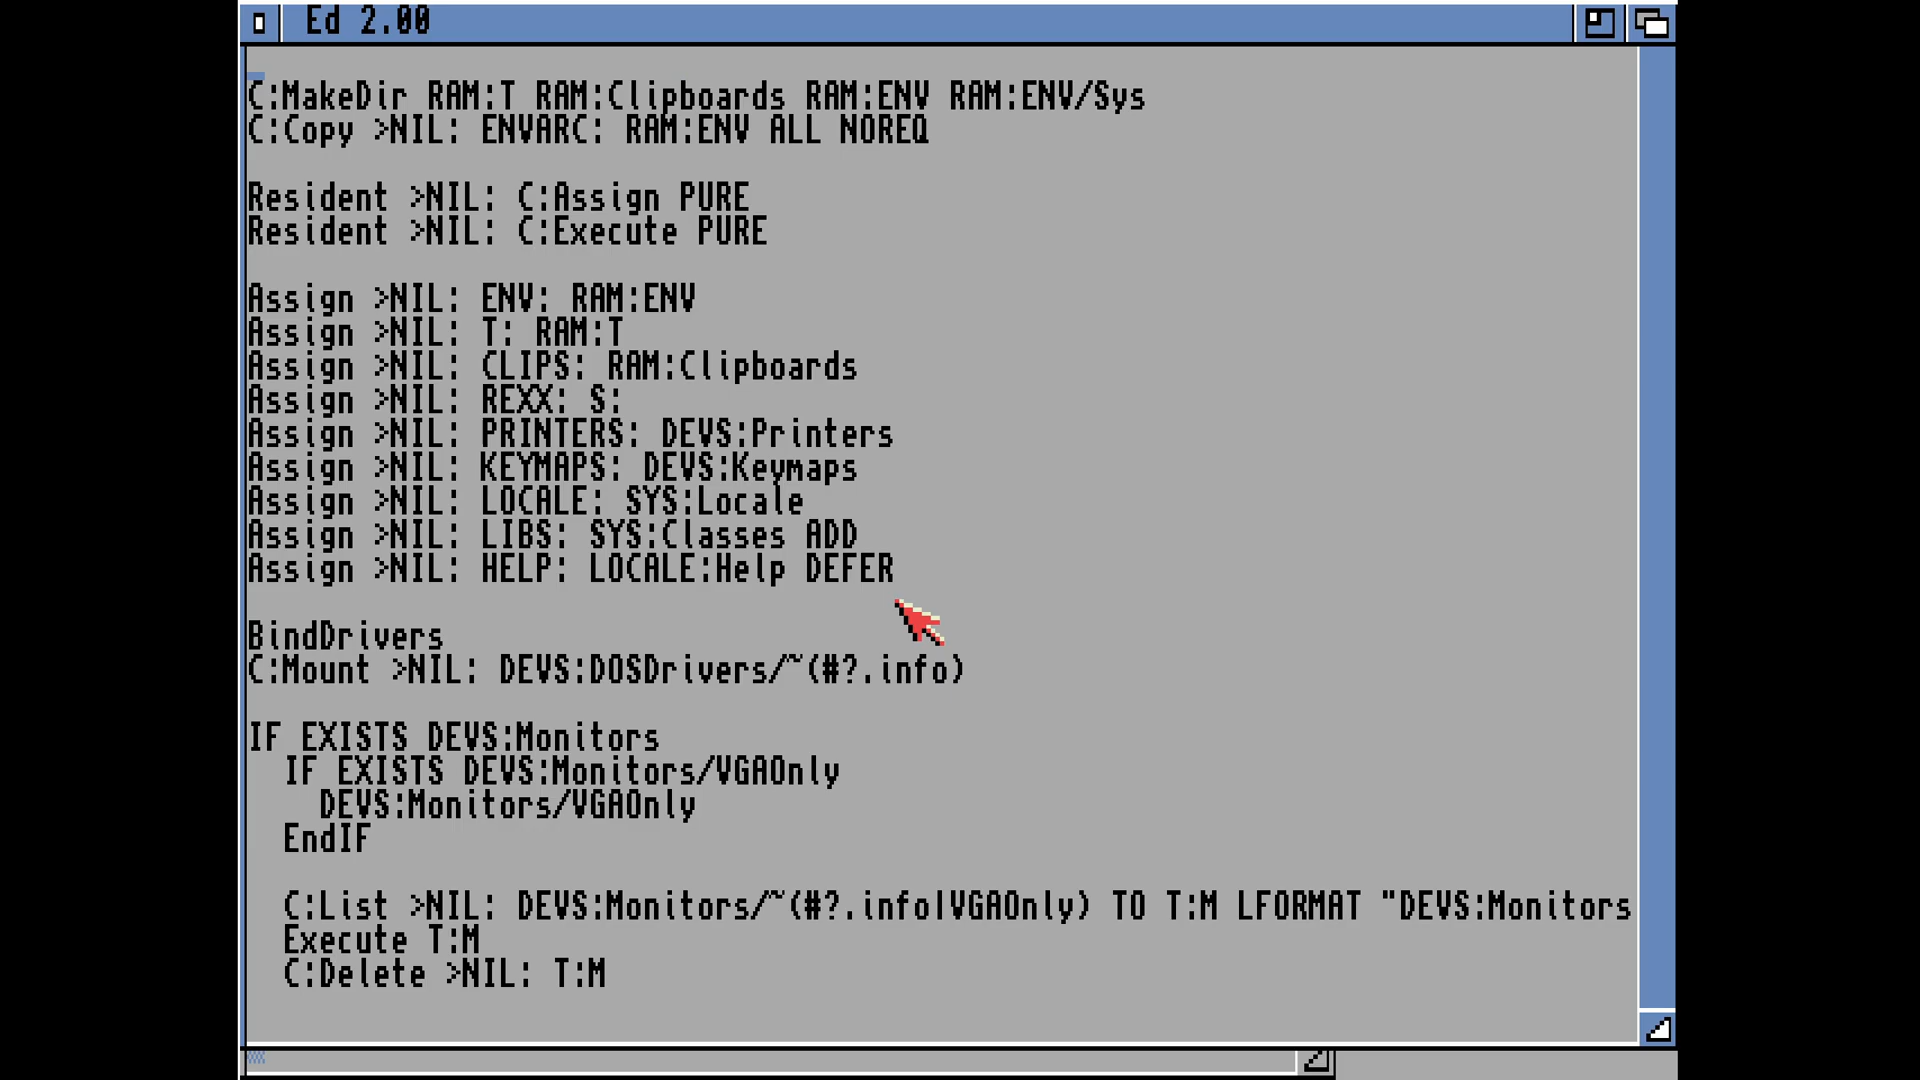 Ed 2.00
C:MakeDir RAM:T RAM:Clipboards RAM:ENV RAM:ENV/Sys
C:Copy >NIL: ENVARC: RAM:ENV ALL NOREQ
Resident >NIL: C:Assign PURE
Resident >NIL: C:Execute PURE
Assign >NIL: ENV: RAM:ENV
Assign >NIL: T: RAM:T
Assign >NIL: CLIPS: RAM:Clipboards
Assign >NIL: REXX: S:
Assign >NIL: PRINTERS: DEVS:Printers
Assign >NIL: KEYMAPS: DEVS:Keymaps
Assign >NIL: LOCALE: SYS:Locale
Assign >NIL: LIBS: SYS:Classes ADD
Assign >NIL: HELP: LOCALE:Help DEFER
BindDrivers
C:Mount >NIL: DEVS:DOSDrivers/~(#?.info)
IF EXISTS DEVS:Monitors
  IF EXISTS DEVS:Monitors/VGAOnly
    DEVS:Monitors/VGAOnly
  EndIF
  C:List >NIL: DEVS:Monitors/~(#?.info|VGAOnly) TO T:M LFORMAT "DEVS:Monitors
  Execute T:M
  C:Delete >NIL: T:M